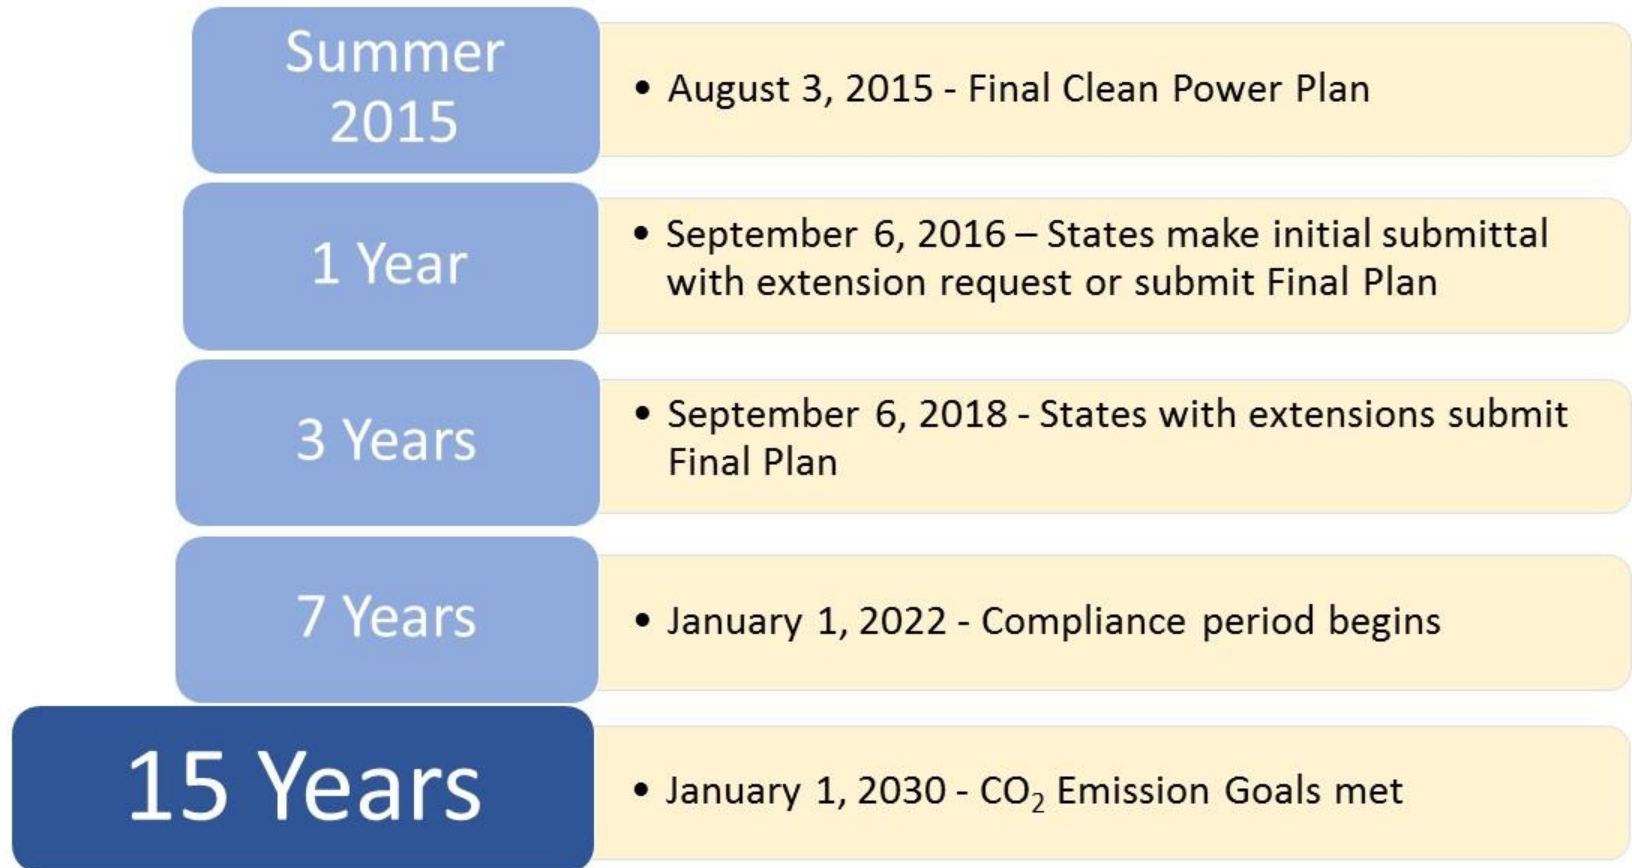 Summer
2015
• August 3, 2015 - Final Clean Power Plan
1 Year
• September 6, 2016 – States make initial submittal
with extension request or submit Final Plan
3 Years
• September 6, 2018 - States with extensions submit
Final Plan
7 Years
• January 1, 2022 - Compliance period begins
15 Years
• January 1, 2030 - CO₂ Emission Goals met